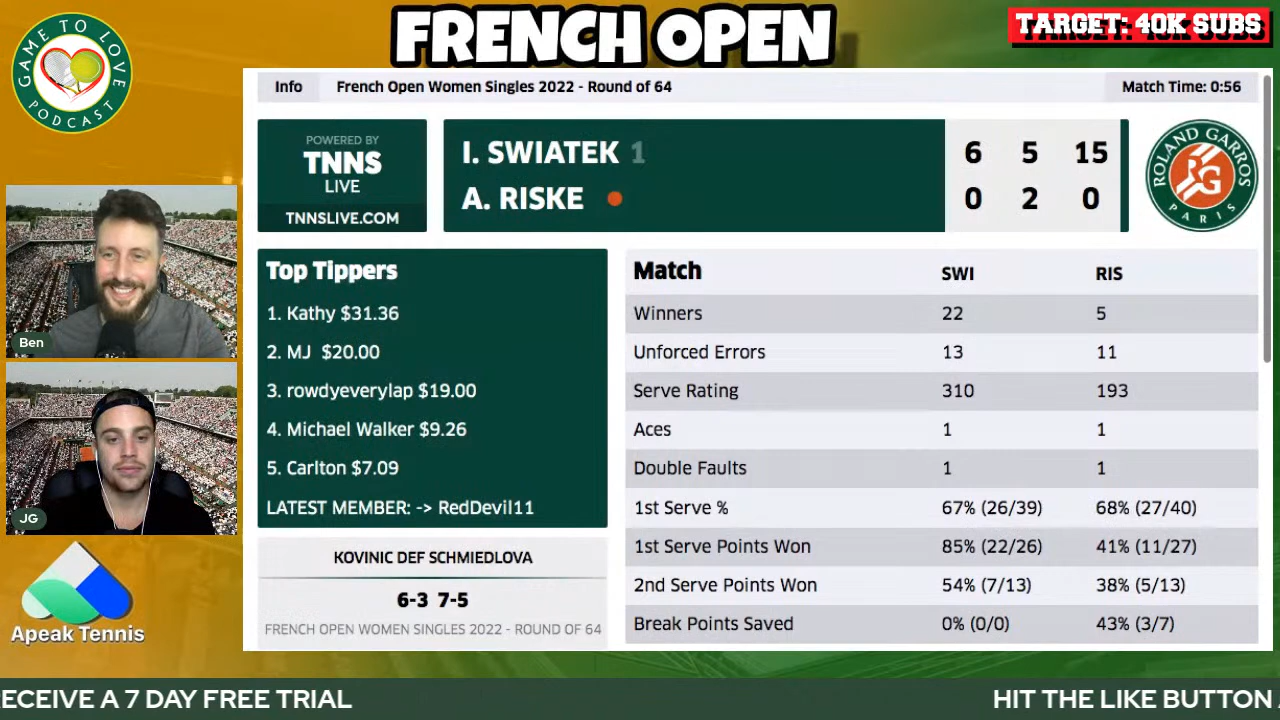 FRENCH OPEN
TARGET: 40K SUBS
GAME TO LOVE
PODCAST
Info
French Open Women Singles 2022 - Round of 64
Match Time: 0:56
POWERED BY
TNNS
LIVE
TNNSLIVE.COM
I. SWIATEK 1 6 5 15
A. RISKE 0 2 0
ROLAND GARROS
RG
PARIS
Ben
JG
Apeak Tennis
Top Tippers
1. Kathy $31.36
2. MJ $20.00
3. rowdyeverylap $19.00
4. Michael Walker $9.26
5. Carlton $7.09
LATEST MEMBER: -> RedDevil11
KOVINIC DEF SCHMIEDLOVA
6-3 7-5
FRENCH OPEN WOMEN SINGLES 2022 - ROUND OF 64
Match SWI RIS
Winners 22 5
Unforced Errors 13 11
Serve Rating 310 193
Aces 1 1
Double Faults 1 1
1st Serve % 67% (26/39) 68% (27/40)
1st Serve Points Won 85% (22/26) 41% (11/27)
2nd Serve Points Won 54% (7/13) 38% (5/13)
Break Points Saved 0% (0/0) 43% (3/7)
ECEIVE A 7 DAY FREE TRIAL
HIT THE LIKE BUTTON